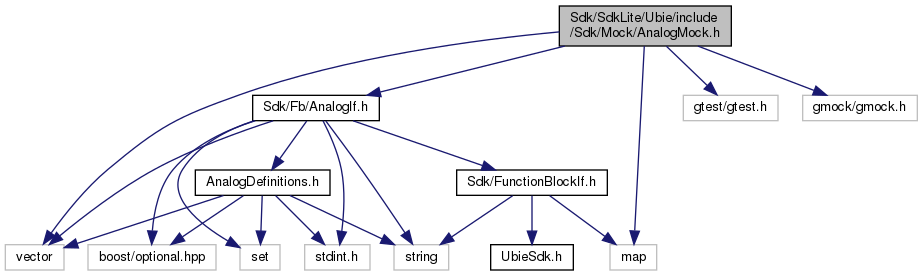 Sdk/SdkLite/Ubie/include
/Sdk/Mock/AnalogMock.h
Sdk/Fb/AnalogIf.h
gtest/gtest.h
gmock/gmock.h
AnalogDefinitions.h
Sdk/FunctionBlockIf.h
vector
boost/optional.hpp
set
stdint.h
string
UbieSdk.h
map